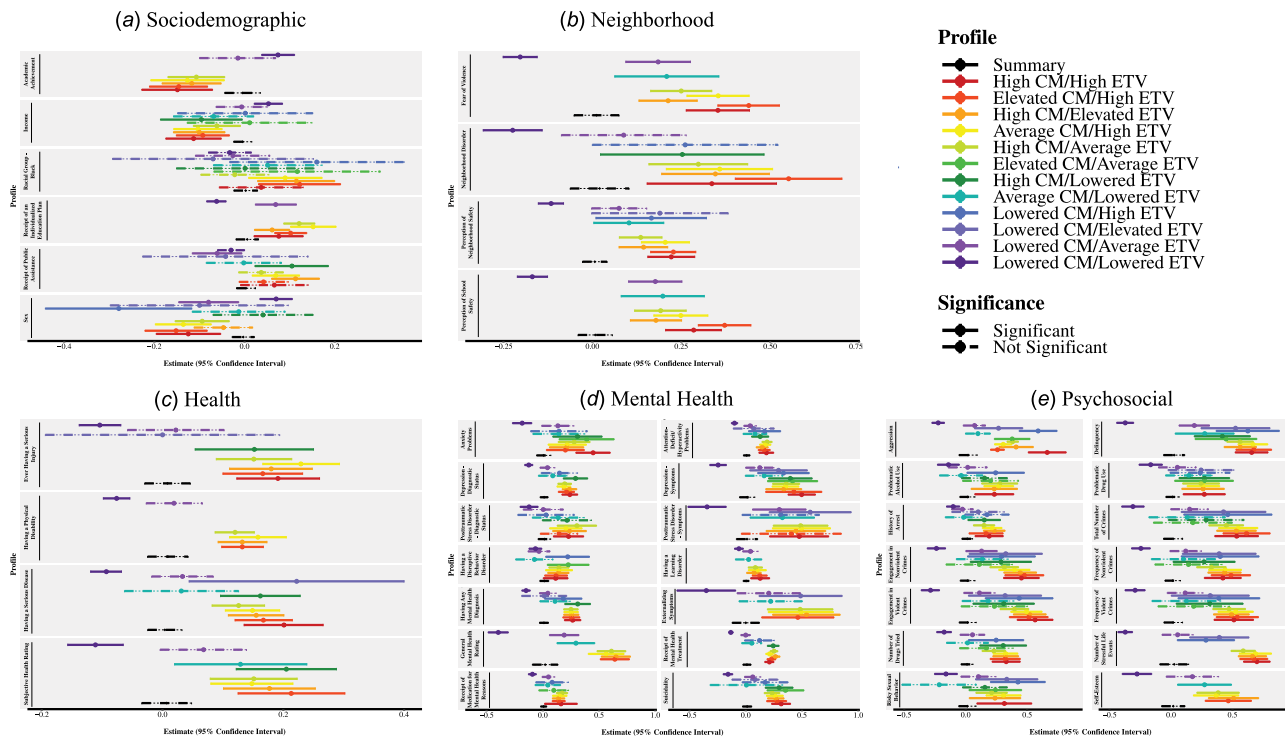 (a) Sociodemographic
Academic
Achievement
Income
Racial Group -
Black
Receipt of an
Individualized
Education Plan
Receipt of Public
Assistance
Sex
Profile
−0.4
−0.2
0.0
0.2
Estimate (95% Confidence Interval)
(b) Neighborhood
Fear of Violence
Neighborhood Disorder
Perception of
Neighborhood Safety
Perception of School
Safety
Profile
−0.25
0.00
0.25
0.50
0.75
Estimate (95% Confidence Interval)
Profile
Summary
High CM/High ETV
Elevated CM/High ETV
High CM/Elevated ETV
Average CM/High ETV
High CM/Average ETV
Elevated CM/Average ETV
High CM/Lowered ETV
Average CM/Lowered ETV
Lowered CM/High ETV
Lowered CM/Elevated ETV
Lowered CM/Average ETV
Lowered CM/Lowered ETV
Significance
Significant
Not Significant
(c) Health
Ever Having a Serious
Injury
Having a Physical
Disability
Having a Serious Disease
Subjective Health Rating
Profile
−0.2
0.0
0.2
0.4
Estimate (95% Confidence Interval)
(d) Mental Health
Anxiety
Problems
Depression -
Diagnostic
Status
Posttraumatic
Stress Disorder
- Diagnostic
Status
Having a
Disruptive
Behavior
Disorder
Having Any
Mental Health
Diagnosis
General
Mental Health
Rating
Receipt of
Medication for
Mental Health
Reasons
Profile
Attention-
Deficit/
Hyperactivity
Problems
Depression -
Symptoms
Posttraumatic
Stress Disorder
- Symptoms
Having a
Learning
Disorder
Externalizing
Symptoms
Receipt of
Mental Health
Treatment
Suicidality
−0.5
0.0
0.5
1.0
−0.5
0.0
0.5
1.0
Estimate (95% Confidence Interval)
(e) Psychosocial
Aggression
Problematic
Alcohol Use
History of
Arrest
Engagement in
Nonviolent
Crimes
Engagement in
Violent
Crimes
Number of
Drugs Tried
Risky Sexual
Behavior
Profile
Delinquency
Problematic
Drug Use
Total Number
of Crimes
Frequency of
Nonviolent
Crimes
Frequency of
Violent
Crimes
Number of
Stressful Life
Events
Self-Esteem
−0.5
0.0
0.5
−0.5
0.0
0.5
Estimate (95% Confidence Interval)